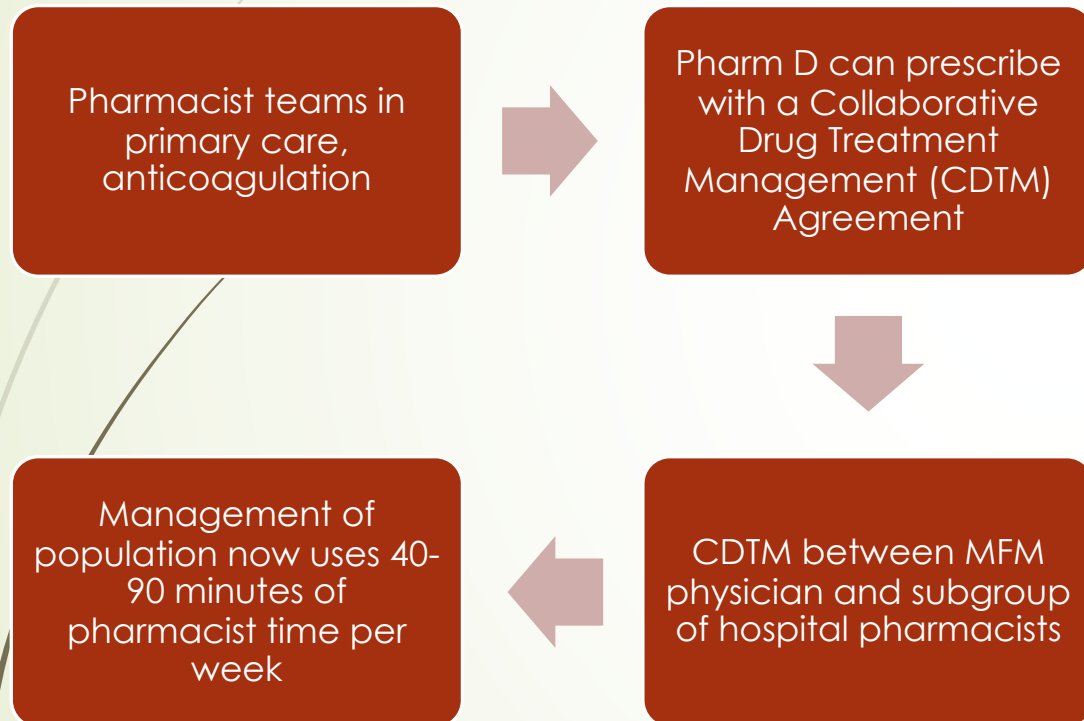 Pharmacist teams in
primary care,
anticoagulation
Pharm D can prescribe
with a Collaborative
Drug Treatment
Management (CDTM)
Agreement
CDTM between MFM
physician and subgroup
of hospital pharmacists
Management of
population now uses 40-
90 minutes of
pharmacist time per
week